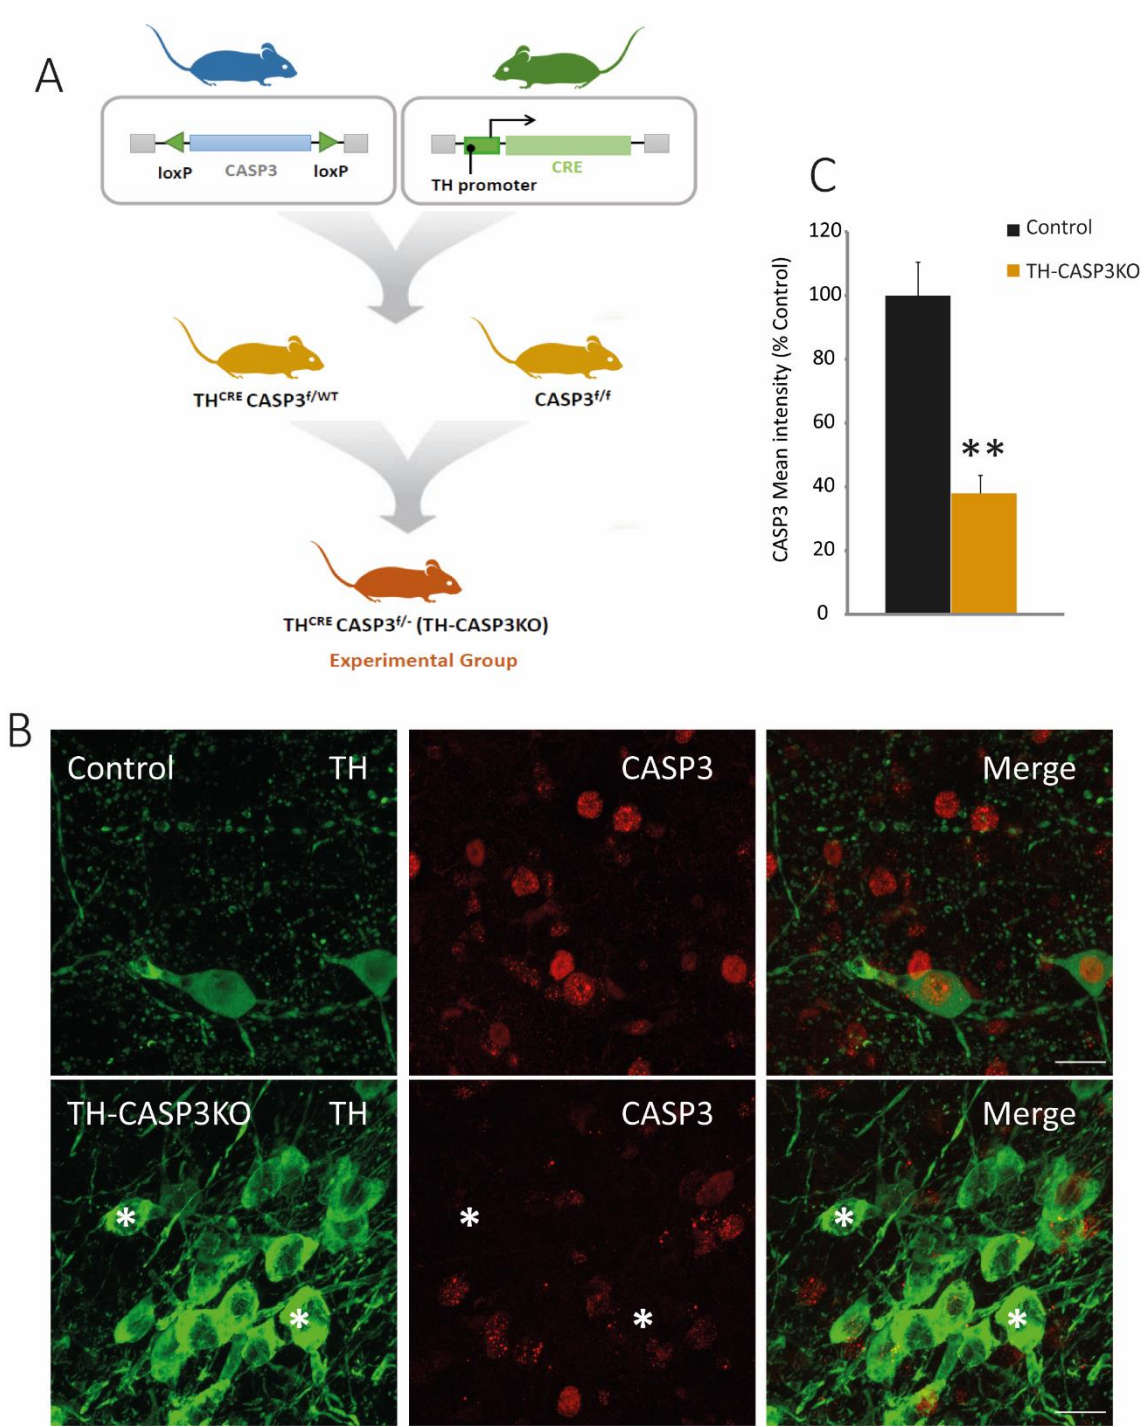 A
loxP
CASP3
loxP
TH promoter
CRE
TH^CRE CASP3^f/WT
CASP3^f/f
TH^CRE CASP3^f/- (TH-CASP3KO)
Experimental Group
C
CASP3 Mean intensity (% Control)
120
100
80
60
40
20
0
Control
TH-CASP3KO
**
B
Control TH
CASP3
Merge
TH-CASP3KO TH
CASP3
Merge
*
*
*
*
*
*